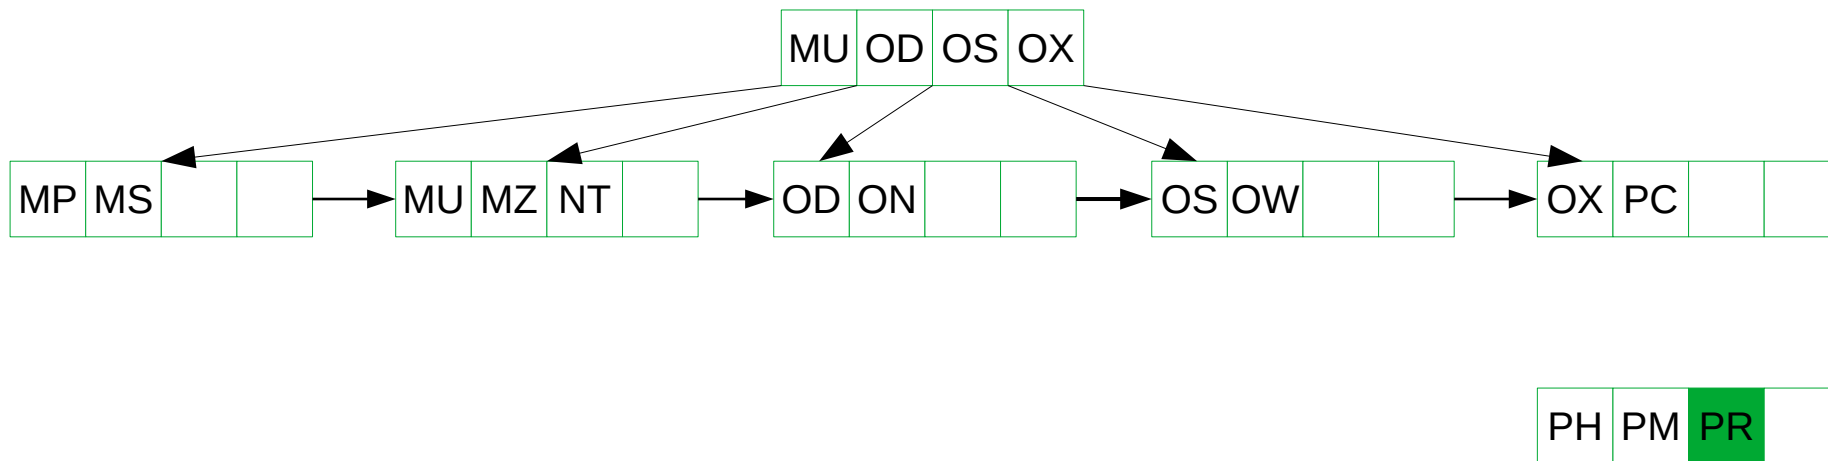 MU OD OS OX
MP MS MU MZ NT OD ON OS OW OX PC
PH PM PR